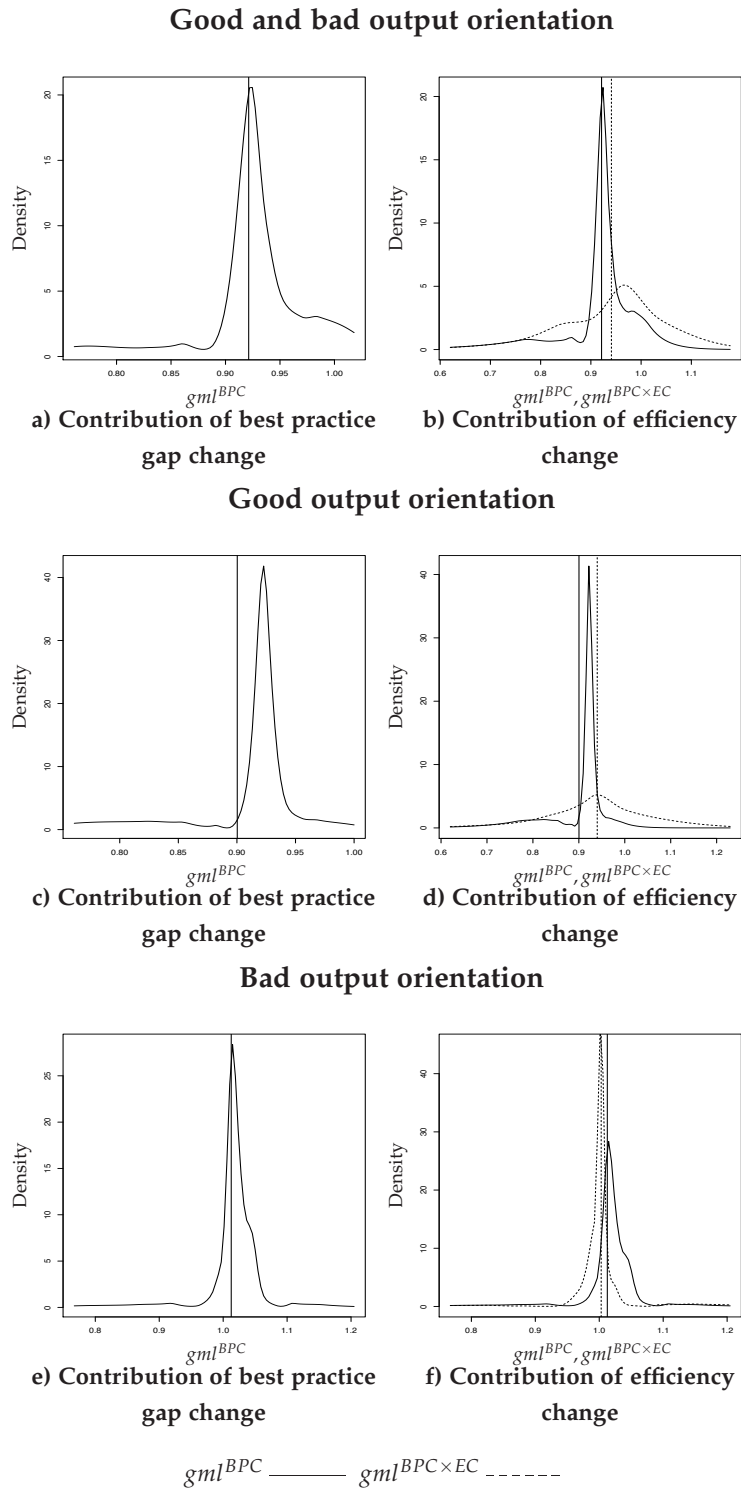 Good and bad output orientation
Density
0 5 10 15 20
0.80 0.85 0.90 0.95 1.00
gml^BPC
a) Contribution of best practice
gap change
Density
0 5 10 15 20
0.6 0.7 0.8 0.9 1.0 1.1
gml^BPC, gml^BPC×EC
b) Contribution of efficiency
change
Good output orientation
Density
0 10 20 30 40
0.80 0.85 0.90 0.95 1.00
gml^BPC
c) Contribution of best practice
gap change
Density
0 10 20 30 40
0.6 0.7 0.8 0.9 1.0 1.1 1.2
gml^BPC, gml^BPC×EC
d) Contribution of efficiency
change
Bad output orientation
Density
0 5 10 15 20 25
0.8 0.9 1.0 1.1 1.2
gml^BPC
e) Contribution of best practice
gap change
Density
0 10 20 30 40
0.8 0.9 1.0 1.1 1.2
gml^BPC, gml^BPC×EC
f) Contribution of efficiency
change
gml^BPC gml^BPC×EC